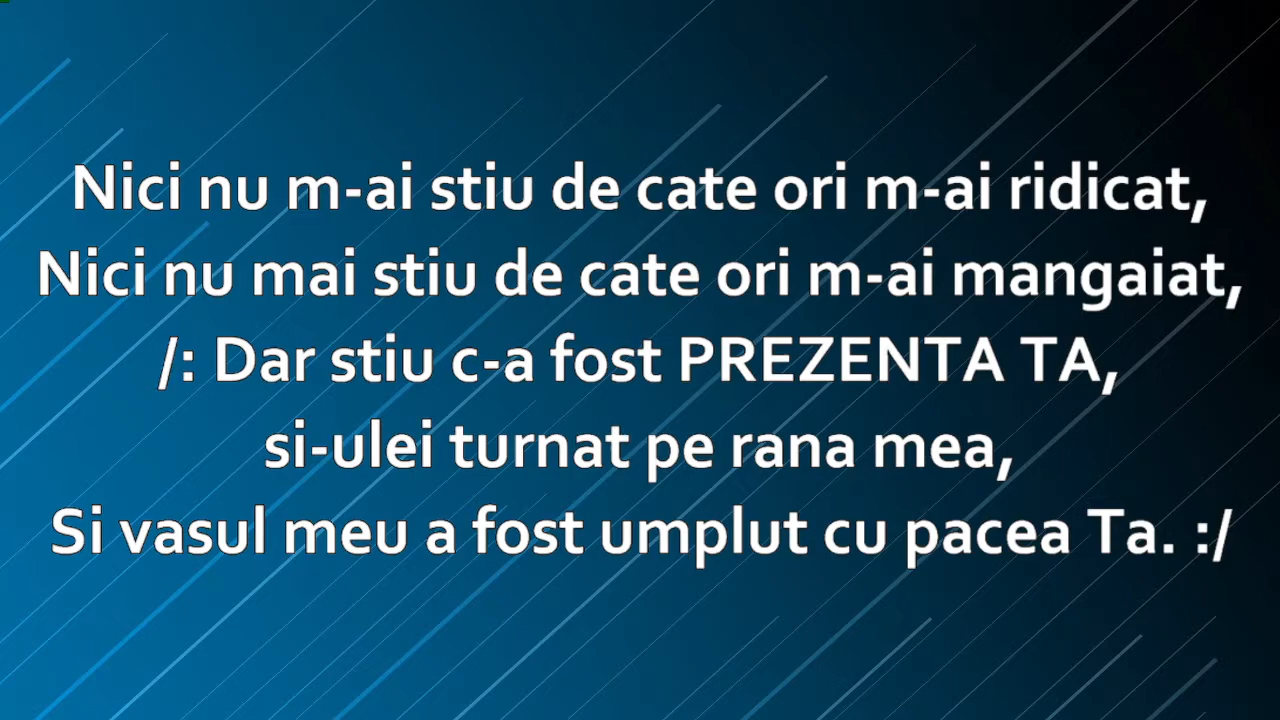 Nici nu m-ai stiu de cate ori m-ai ridicat,
Nici nu mai stiu de cate ori m-ai mangaiat,
/: Dar stiu c-a fost PREZENTA TA,
si-ulei turnat pe rana mea,
Si vasul meu a fost umplut cu pacea Ta. :/